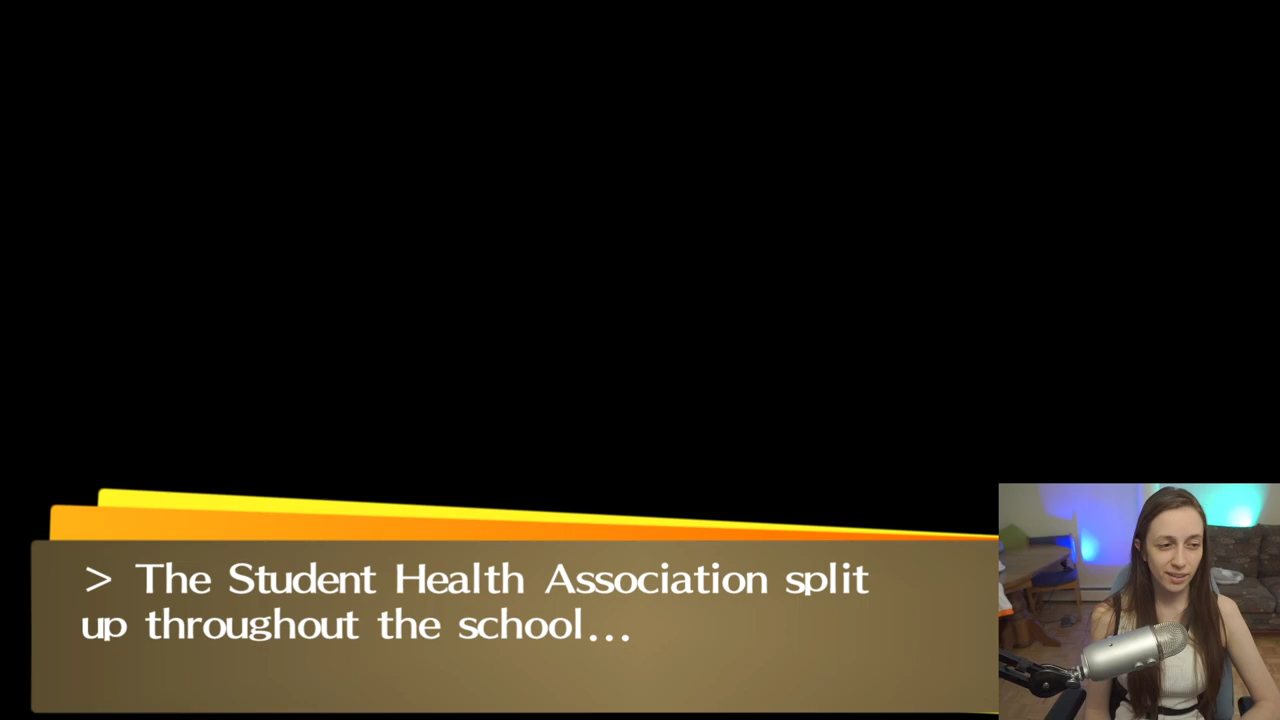 > The Student Health Association split
up throughout the school...